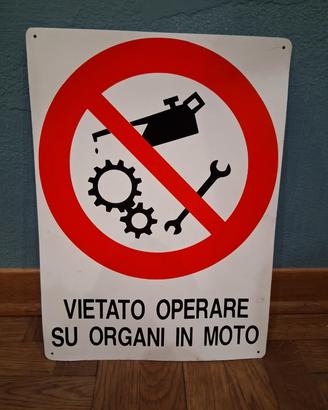 VIETATO OPERARE
SU ORGANI IN MOTO